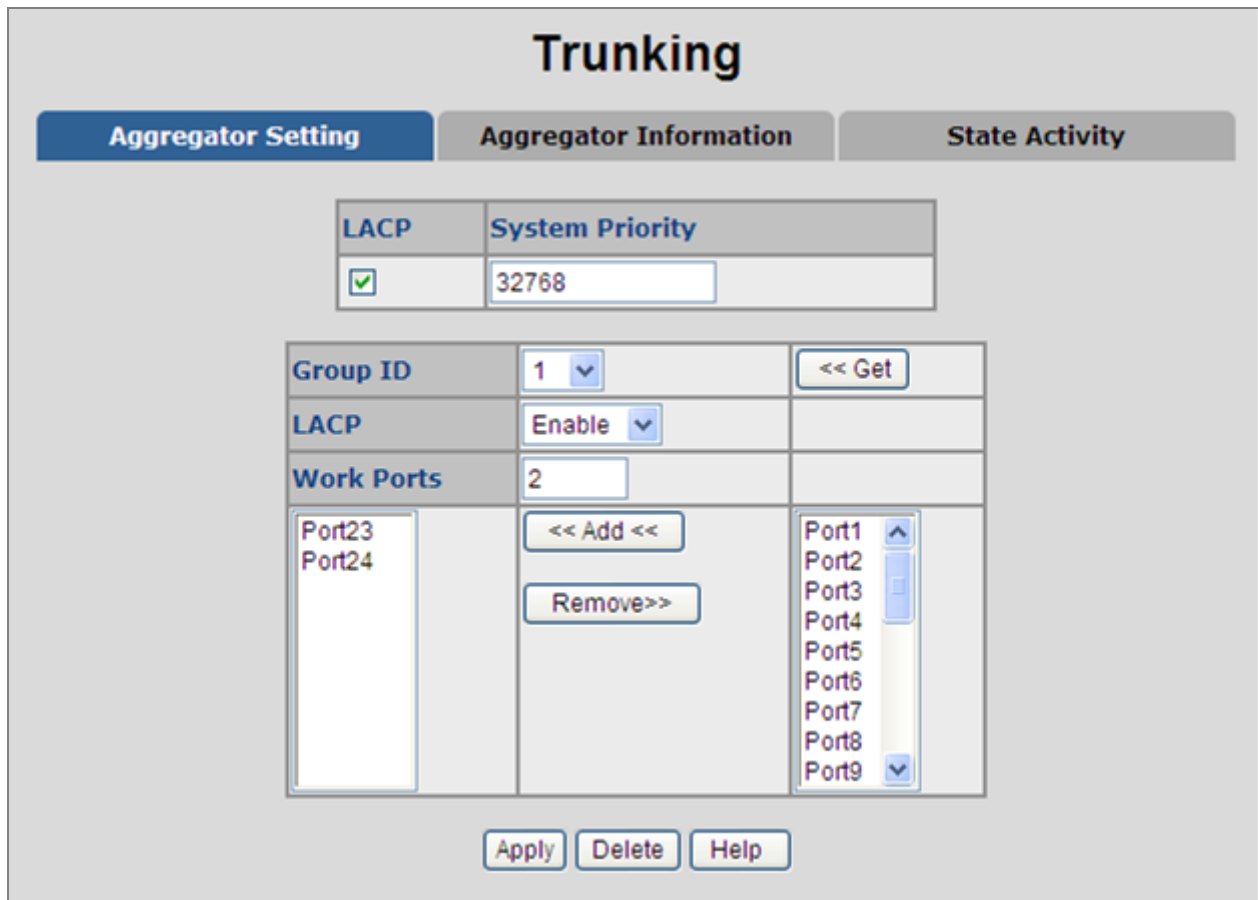 Trunking
Aggregator Setting Aggregator Information State Activity
LACP System Priority
32768
Group ID 1 << Get
LACP Enable
Work Ports 2
Port23 << Add << Port1
Port24 Port2
Remove>> Port3
Port4
Port5
Port6
Port7
Port8
Port9
Apply Delete Help